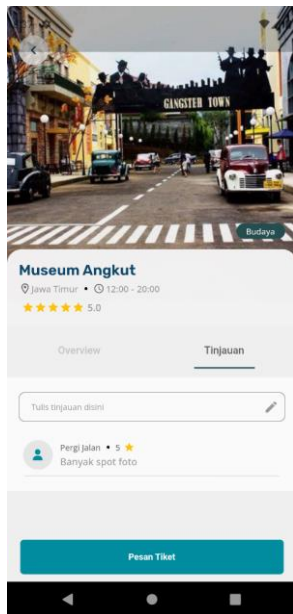 GANGSTER TOWN
Budaya
Museum Angkut
Jawa Timur • 12:00 - 20:00
5.0
Overview
Tinjauan
Tulis tinjauan disini
Pergi Jalan • 5
Banyak spot foto
Pesan Tiket